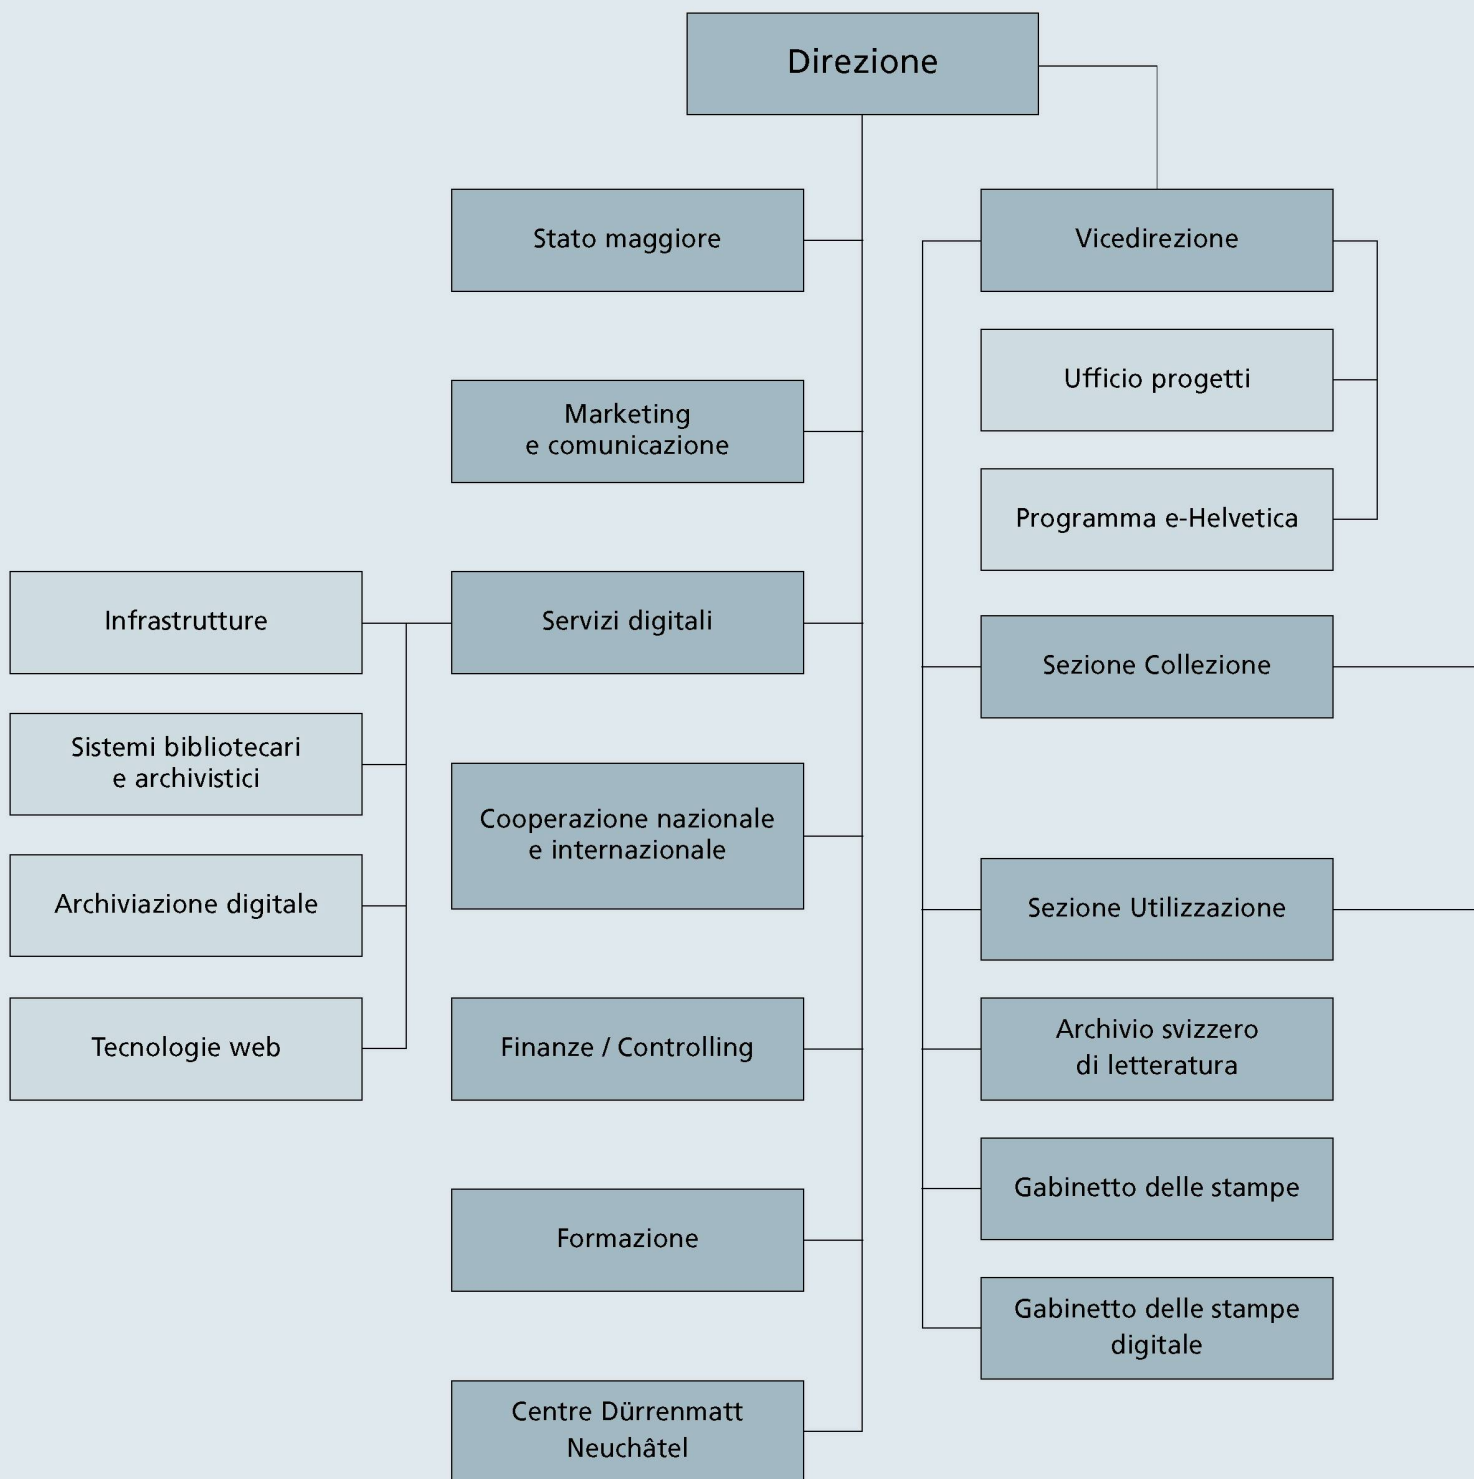 Direzione
Stato maggiore
Marketing
e comunicazione
Servizi digitali
Infrastrutture
Sistemi bibliotecari
e archivistici
Archiviazione digitale
Tecnologie web
Cooperazione nazionale
e internazionale
Finanze / Controlling
Formazione
Centre Dürrenmatt
Neuchâtel
Vicedirezione
Ufficio progetti
Programma e-Helvetica
Sezione Collezione
Sezione Utilizzazione
Archivio svizzero
di letteratura
Gabinetto delle stampe
Gabinetto delle stampe
digitale